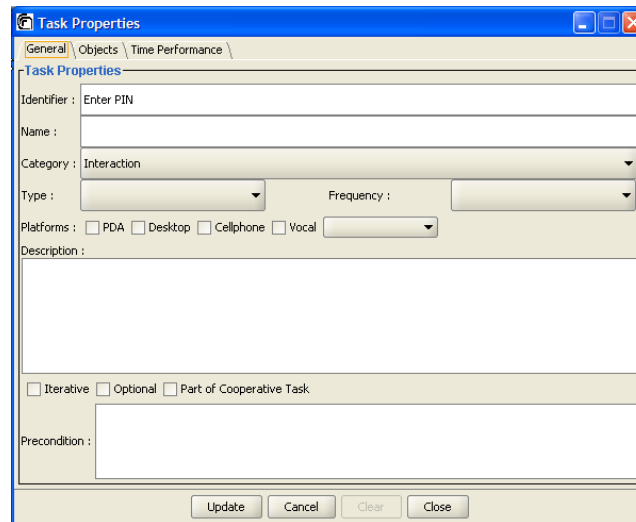 Task Properties
General Objects Time Performance
Task Properties
Identifier : Enter PIN
Name :
Category : Interaction
Type : Frequency :
Platforms : PDA Desktop Cellphone Vocal
Description :
Iterative Optional Part of Cooperative Task
Precondition :
Update Cancel Clear Close